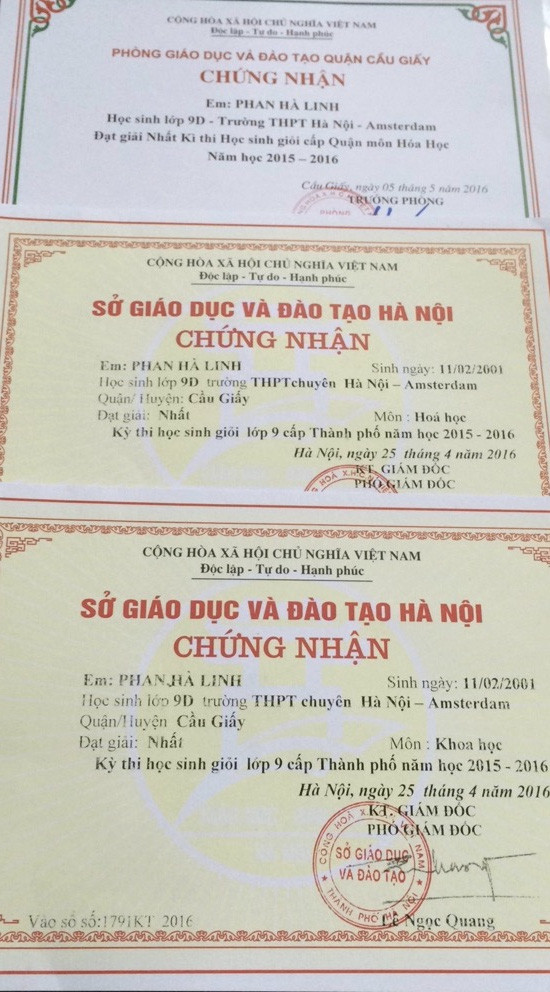 CỘNG HÒA XÃ HỘI CHỦ NGHĨA VIỆT NAM
Độc lập - Tự do - Hạnh phúc
PHÒNG GIÁO DỤC VÀ ĐÀO TẠO QUẬN CẦU GIẤY
CHỨNG NHẬN
Em: PHAN HÀ LINH
Học sinh lớp 9D - Trường THPT Hà Nội - Amsterdam
Đạt giải Nhất Kì thi Học sinh giỏi cấp Quận môn Hóa Học
Năm học 2015 - 2016
Cầu Giấy, ngày 05 tháng 5 năm 2016
TRƯỞNG PHÒNG
PHÒNG
CỘNG HÒA XÃ HỘI CHỦ NGHĨA VIỆT NAM
Độc lập - Tự do - Hạnh phúc
SỞ GIÁO DỤC VÀ ĐÀO TẠO HÀ NỘI
CHỨNG NHẬN
Em: PHAN HÀ LINH Sinh ngày: 11/02/2001
Học sinh lớp 9D trường THPTchuyên Hà Nội – Amsterdam
Quận/ Huyện: Cầu Giấy
Đạt giải: Nhất Môn : Hoá học
Kỳ thi học sinh giỏi lớp 9 cấp Thành phố năm học 2015 - 2016
Hà Nội, ngày 25 tháng 4 năm 2016
KT. GIÁM ĐỐC
PHÓ GIÁM ĐỐC
CỘNG HÒA XÃ HỘI CHỦ NGHĨA VIỆT NAM
Độc lập - Tự do - Hạnh phúc
SỞ GIÁO DỤC VÀ ĐÀO TẠO HÀ NỘI
CHỨNG NHẬN
Em: PHAN HÀ LINH Sinh ngày: 11/02/2001
Học sinh lớp 9D trường THPT chuyên Hà Nội – Amsterdam
Quận/Huyện Cầu Giấy
Đạt giải: Nhất Môn : Khoa học
Kỳ thi học sinh giỏi lớp 9 cấp Thành phố năm học 2015 - 2016
Hà Nội, ngày 25 tháng 4 năm 2016
KT. GIÁM ĐỐC
PHÓ GIÁM ĐỐC
CỘNG HÒA X.H.C.N VIỆT NAM
SỞ GIÁO DỤC
VÀ ĐÀO TẠO
THÀNH PHỐ HÀ NỘI
Vào sổ số:1791KT 2016 Lê Ngọc Quang